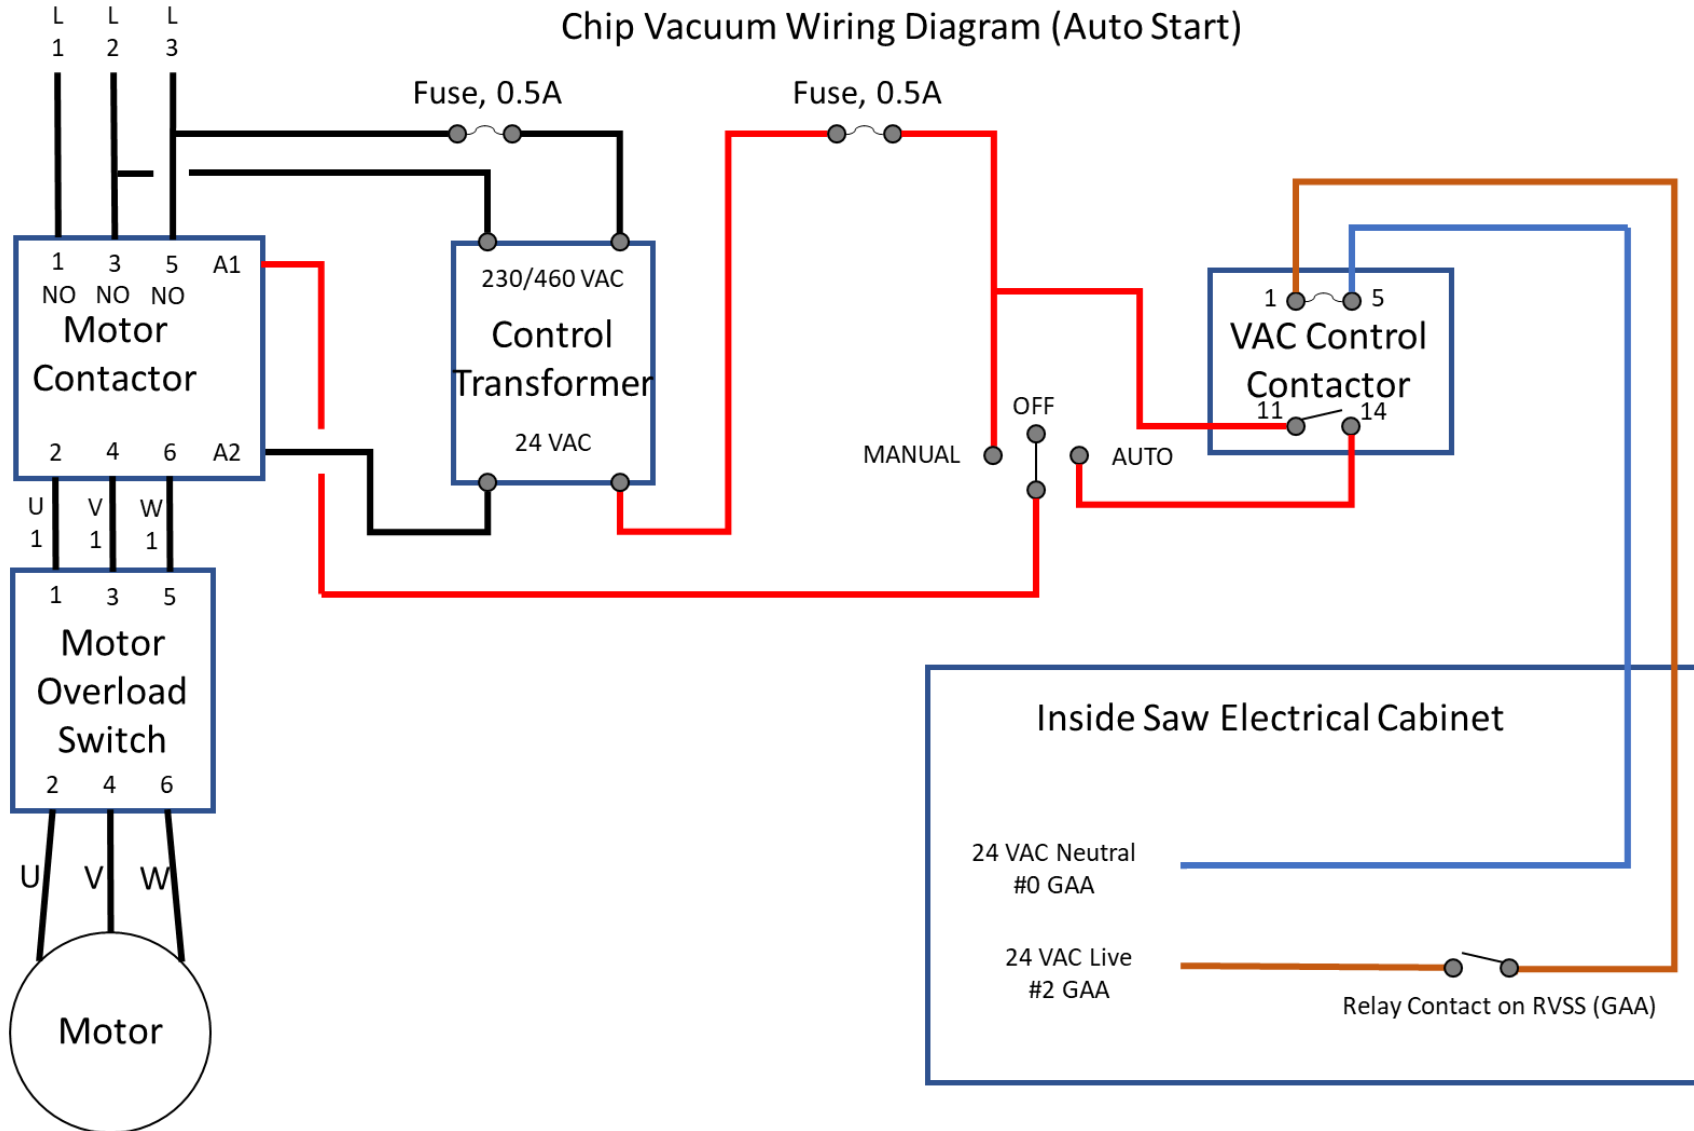 Chip Vacuum Wiring Diagram (Auto Start)
L L L
1 2 3
Fuse, 0.5A
Fuse, 0.5A
1 3 5 A1
NO NO NO
Motor
Contactor
2 4 6 A2
230/460 VAC
Control
Transformer
24 VAC
OFF
MANUAL
AUTO
1 5
VAC Control
Contactor
11 14
U V W
1 1 1
1 3 5
Motor
Overload
Switch
2 4 6
U V W
Motor
Inside Saw Electrical Cabinet
24 VAC Neutral
#0 GAA
24 VAC Live
#2 GAA
Relay Contact on RVSS (GAA)